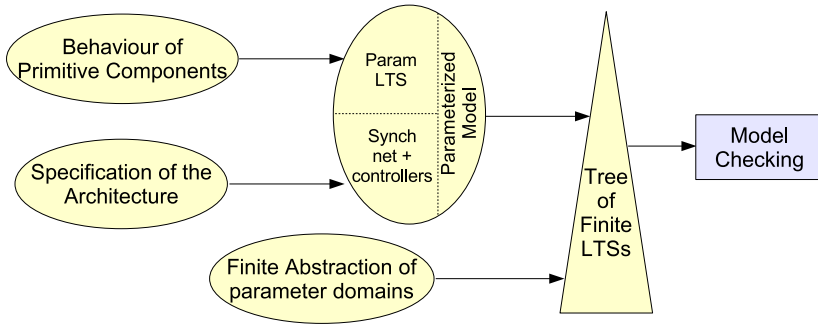 Behaviour of
Primitive Components
Param
LTS
Synch
net +
controllers
Parameterized
Model
Specification of the
Architecture
Finite Abstraction of
parameter domains
Tree
of
Finite
LTSs
Model
Checking